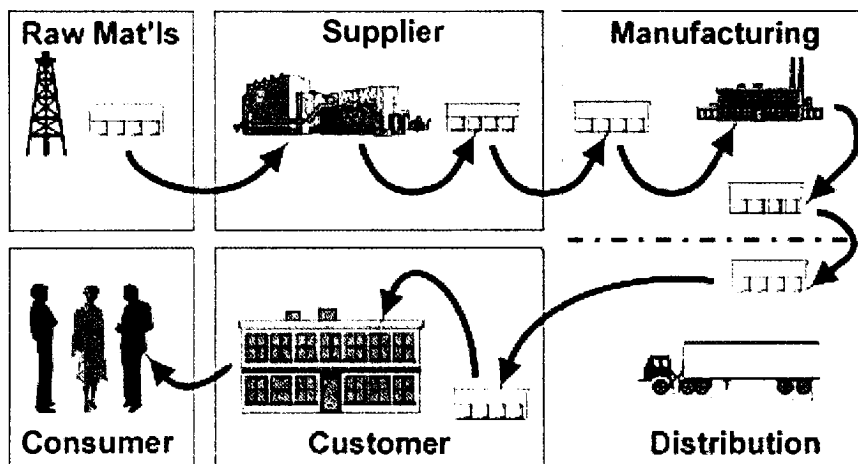 Raw Mat'ls
Supplier
Manufacturing
Consumer
Customer
Distribution